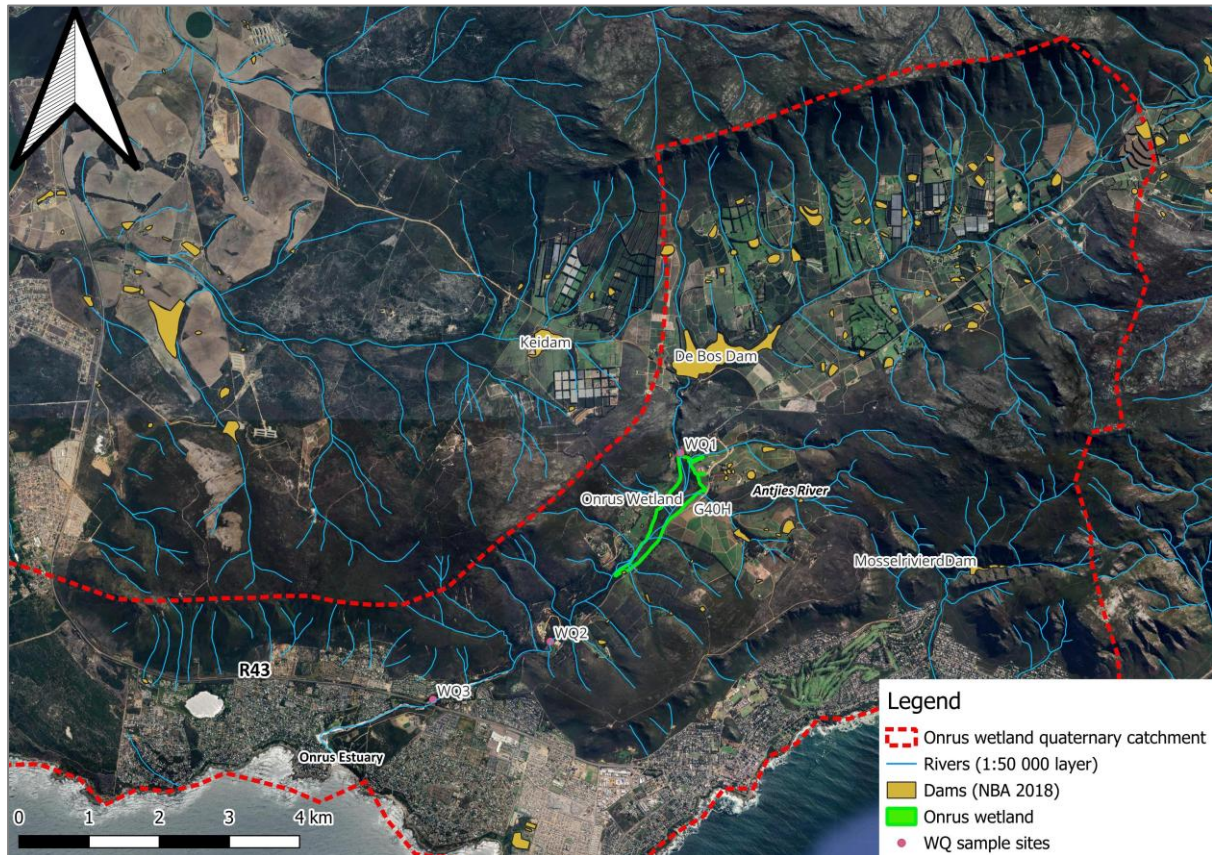 Keidam
De Bos Dam
WQ1
Onrus Wetland
Antjies River
G40H
MosselrivierdDam
WQ2
R43
WQ3
Onrus Estuary
0 1 2 3 4 km
Legend
Onrus wetland quaternary catchment
Rivers (1:50 000 layer)
Dams (NBA 2018)
Onrus wetland
WQ sample sites